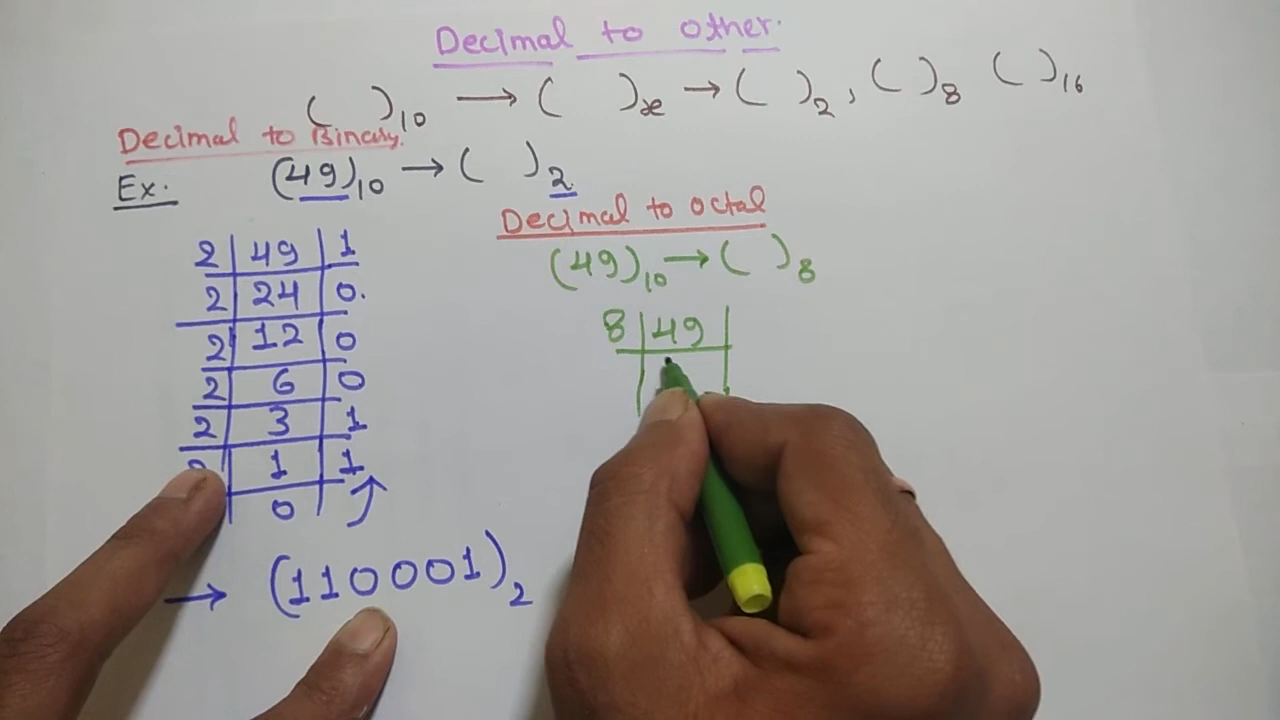 Decimal to other.
( )10 → ( )x → ( )2, ( )8 ( )16
Decimal to Binary.
Ex. (49)10 → ( )2
2 | 49 | 1
2 | 24 | 0.
2 | 12 | 0
2 | 6 | 0
2 | 3 | 1
1 | 1
0
→ (110001)2
Decimal to octal
(49)10 → ( )8
8 | 49 |